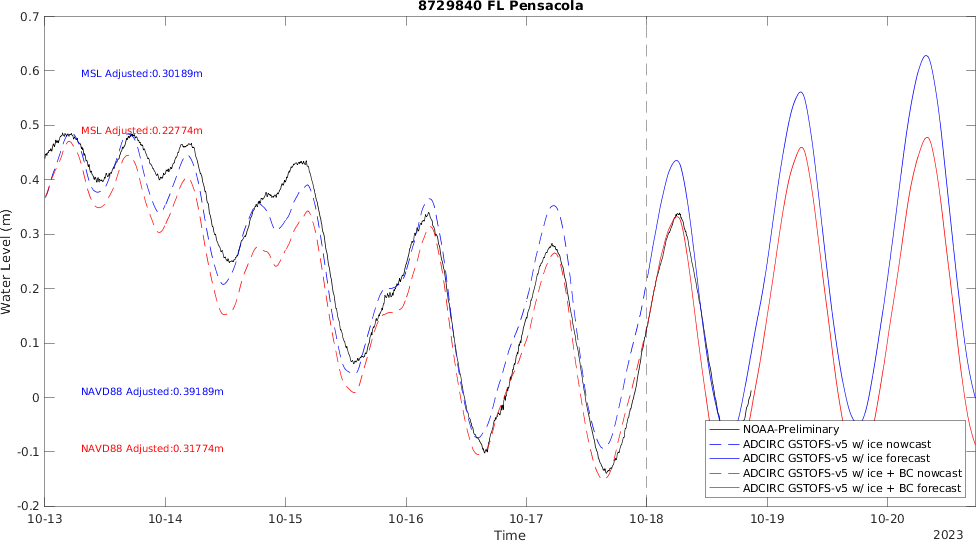 8729840 FL Pensacola
0.7
0.6
0.5
0.4
0.3
0.2
0.1
0
-0.1
-0.2
Water Level (m)
MSL Adjusted:0.30189m
MSL Adjusted:0.22774m
NAVD88 Adjusted:0.39189m
NAVD88 Adjusted:0.31774m
NOAA-Preliminary
ADCIRC GSTOFS-v5 w/ ice nowcast
ADCIRC GSTOFS-v5 w/ ice forecast
ADCIRC GSTOFS-v5 w/ ice + BC nowcast
ADCIRC GSTOFS-v5 w/ ice + BC forecast
10-13 10-14 10-15 10-16 10-17 10-18 10-19 10-20
Time
2023